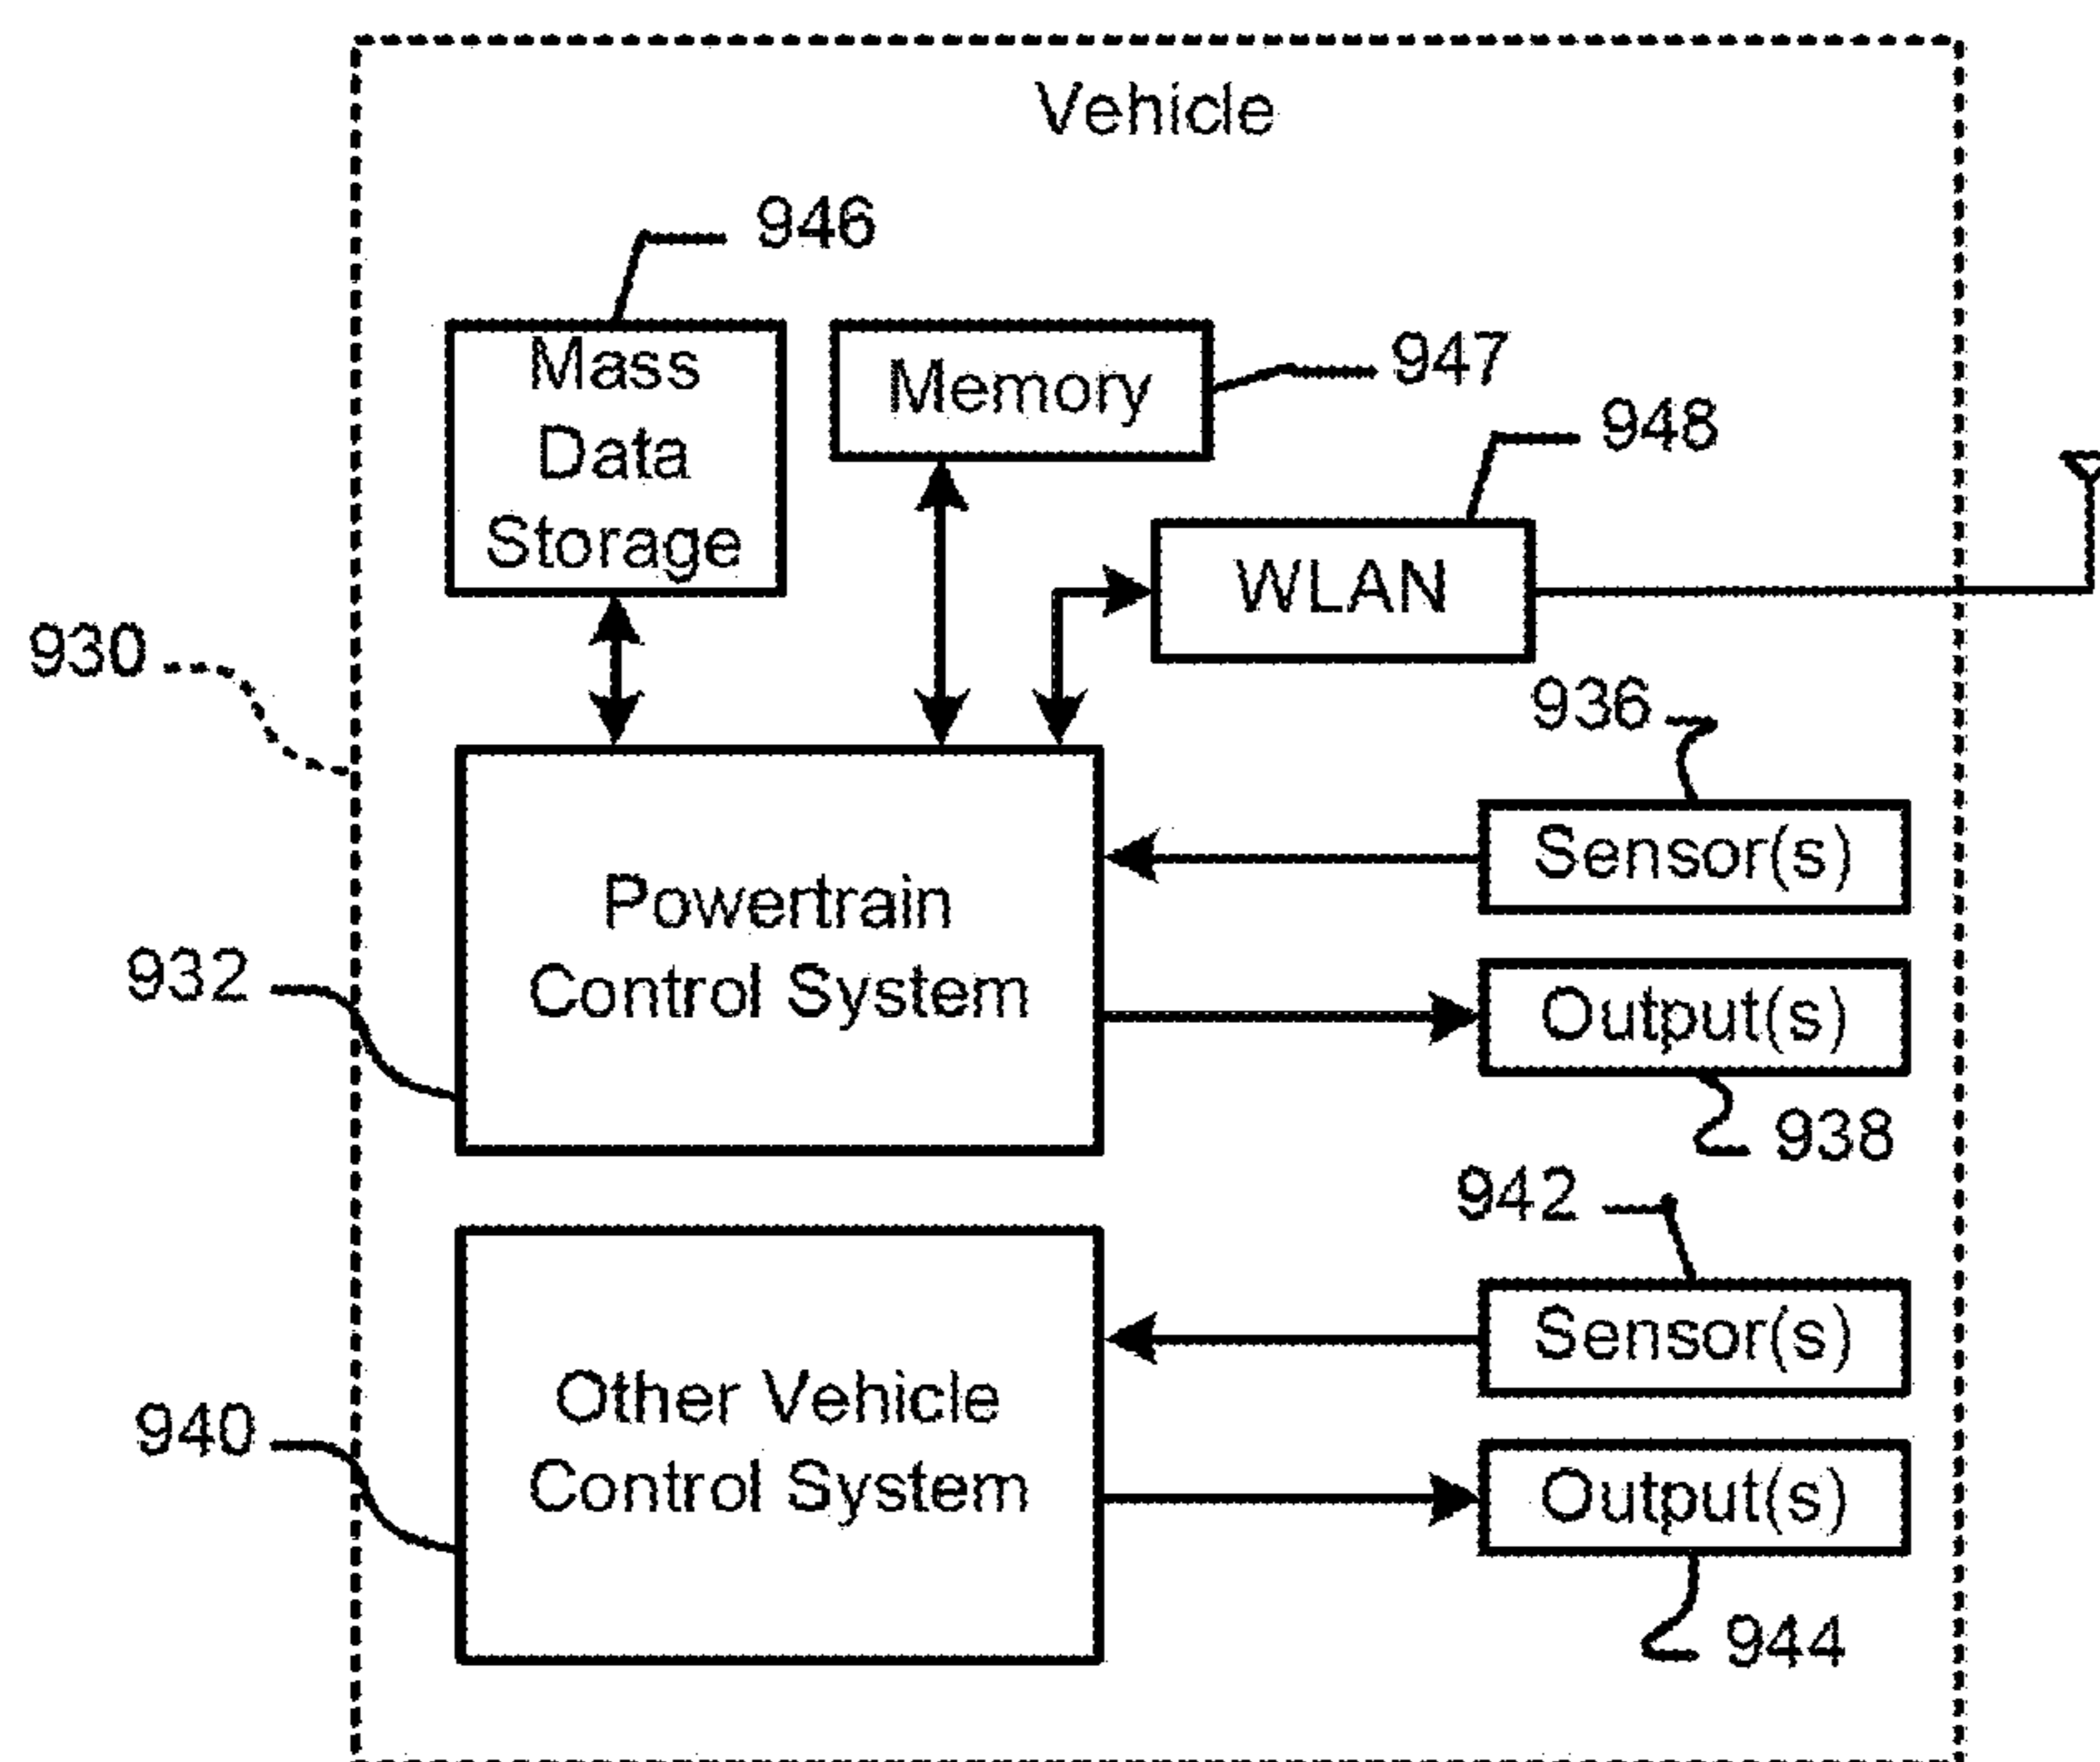 Vehicle
946
Mass
Data
Storage
Memory
947
948
WLAN
930
936
Sensor(s)
Powertrain
Control System
932
Output(s)
938
942
Sensor(s)
Other Vehicle
Control System
940
Output(s)
944